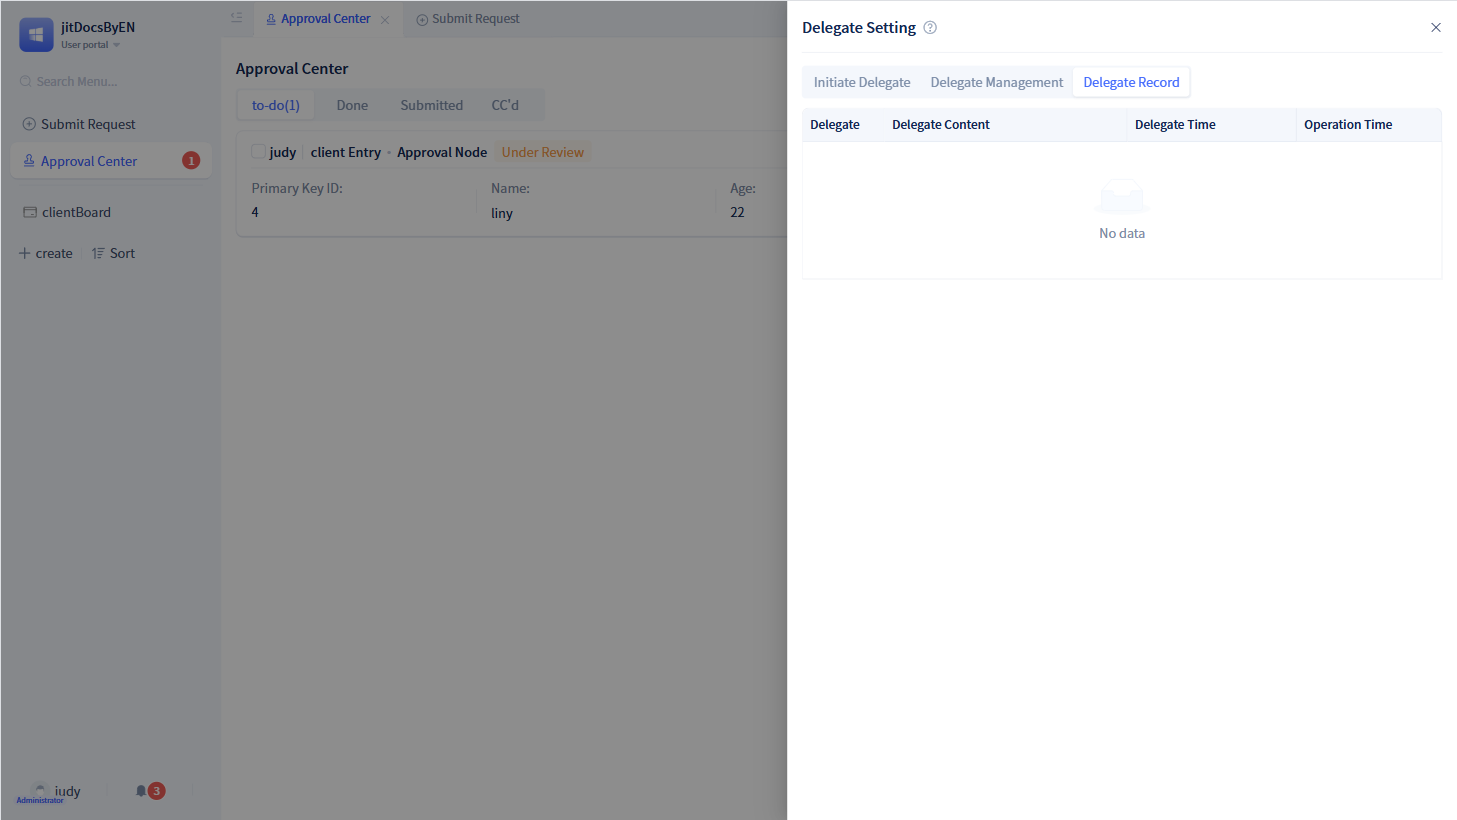 jitDocsByEN
User portal
Search Menu...
Submit Request
Approval Center
1
clientBoard
create
Sort
judy
Administrator
3
Approval Center
Submit Request
Approval Center
to-do(1)
Done
Submitted
CC'd
judy
client Entry
Approval Node
Under Review
Primary Key ID:
4
Name:
liny
Age:
22
Delegate Setting
Initiate Delegate
Delegate Management
Delegate Record
Delegate
Delegate Content
Delegate Time
Operation Time
No data